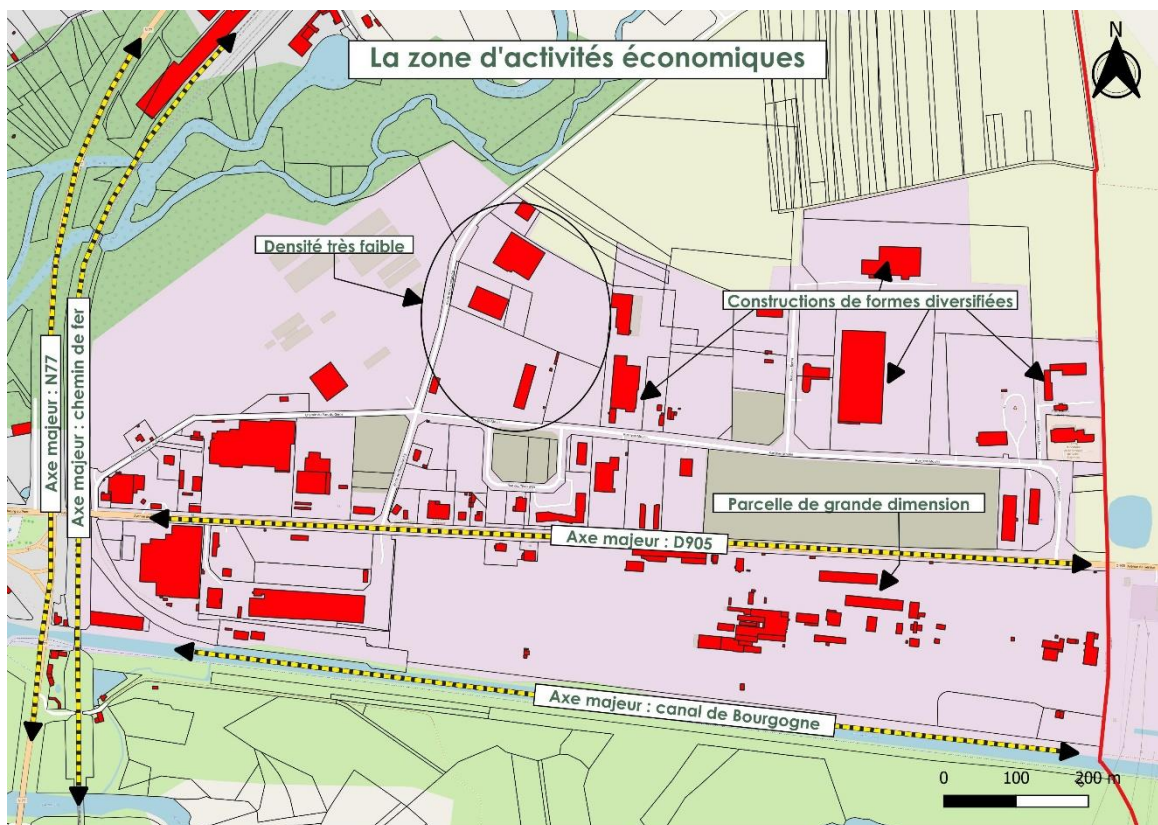 La zone d'activités économiques
N
Densité très faible
Constructions de formes diversifiées
Axe majeur : N77
Axe majeur : chemin de fer
Parcelle de grande dimension
Axe majeur : D905
Axe majeur : canal de Bourgogne
0 100 200 m